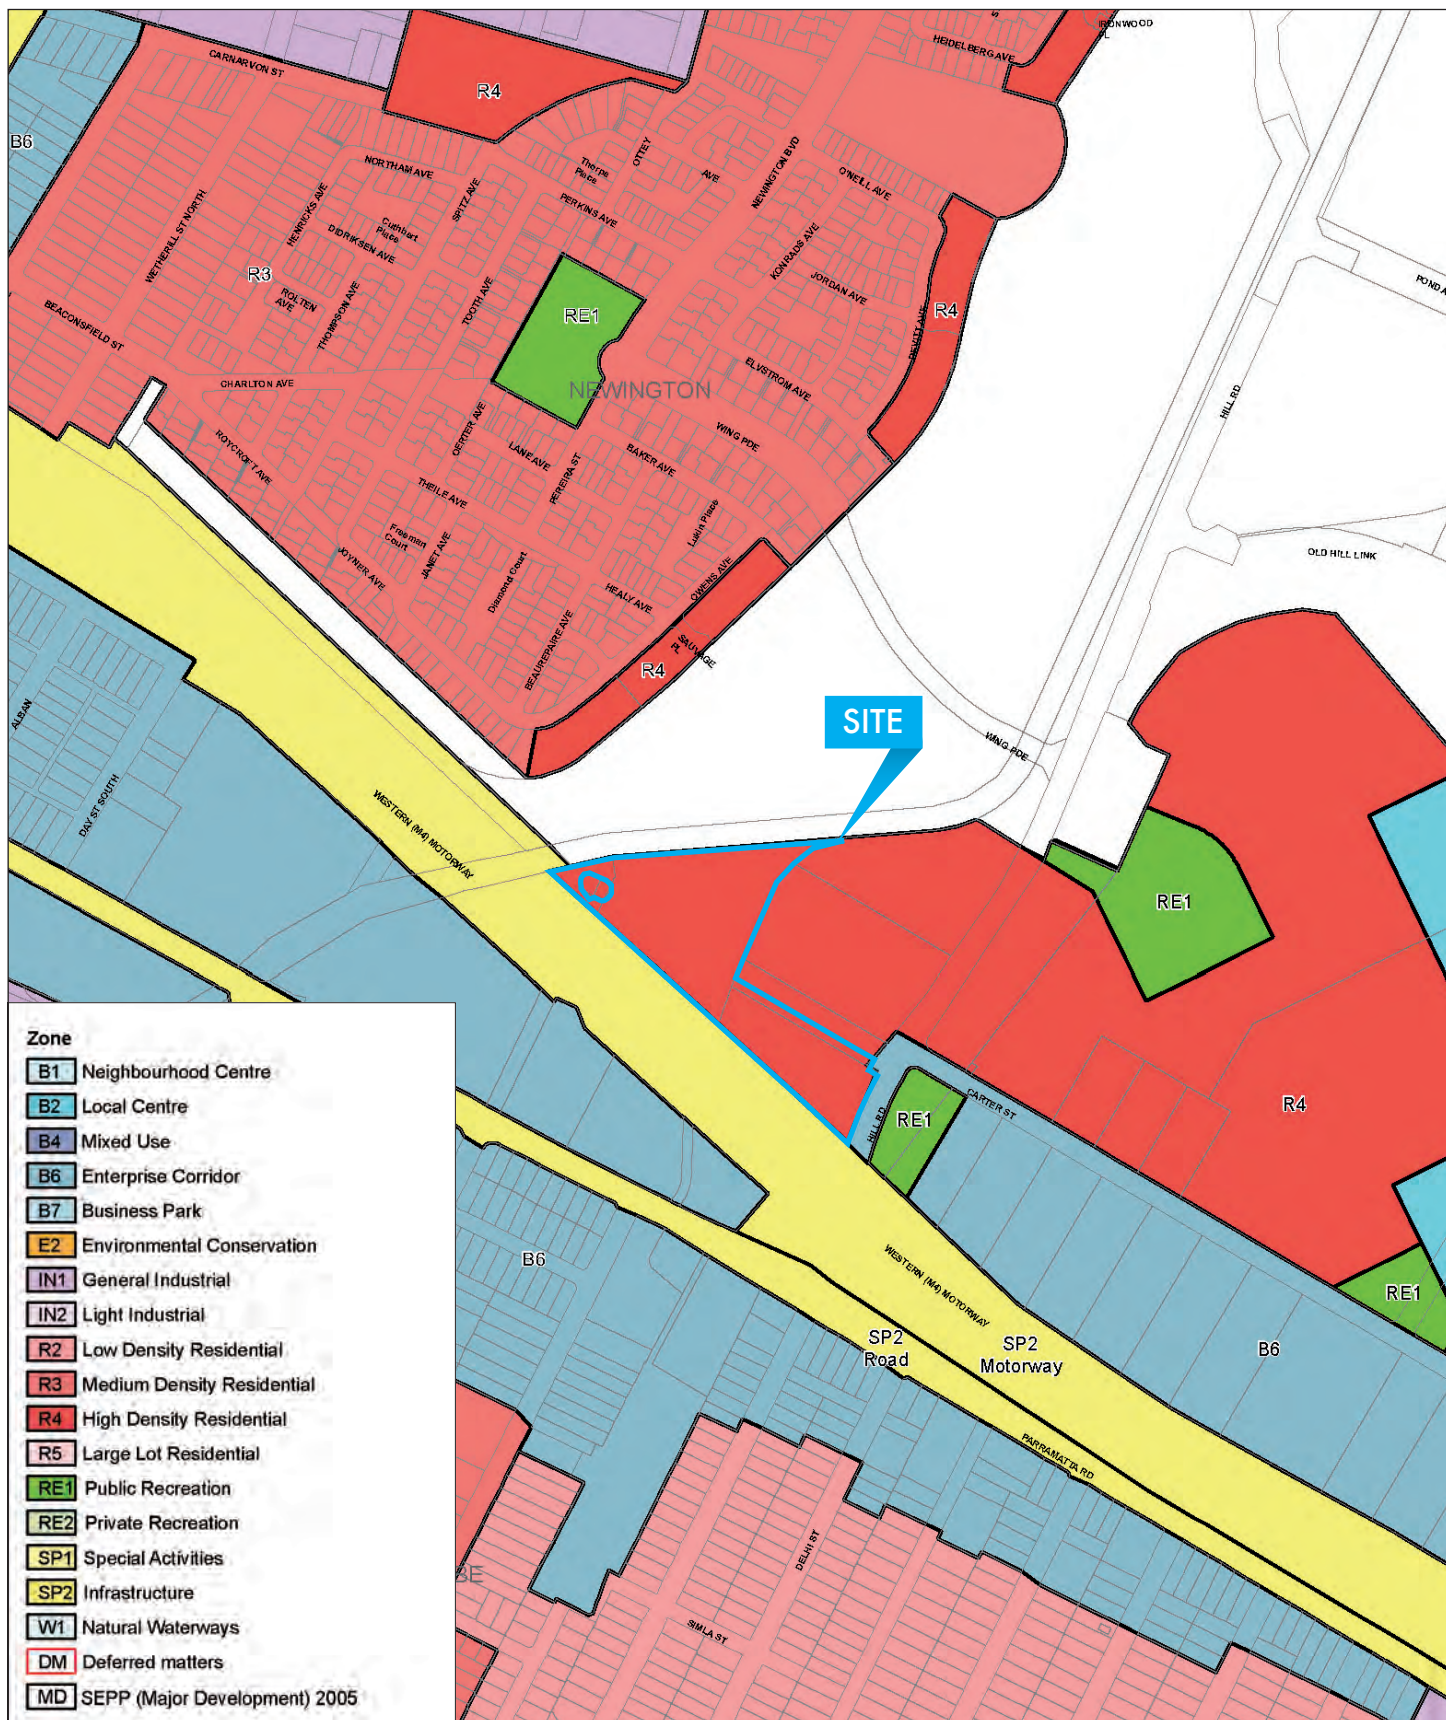 IRONWOOD
PL
HEIDELBERG AVE
CARNARVON ST
R4
B6
NORTHAM AVE
Thorpe
Place
OTTEY
AVE
NEWINGTON BVD
O'NEILL AVE
WETHERILL ST NORTH
HENRICKS AVE
SPITZ AVE
PERKINS AVE
Cuthbert
Place
DIDRIKSEN AVE
KONRADS AVE
JORDAN AVE
R3
ROLTEN
AVE
THOMPSON AVE
TOOTH AVE
RE1
R4
DEVITT AVE
POND A
BEACONSFIELD ST
CHARLTON AVE
NEWINGTON
ELVSTROM AVE
HILL RD
ROYCROFT AVE
OERTER AVE
LANE AVE
PEREIRA ST
BAKER AVE
WING PDE
THEILE AVE
Lukin Place
Freeman
Court
JANET AVE
JOYNER AVE
Diamond Court
HEALY AVE
OWENS AVE
OLD HILL LINK
BEAUREPAIRE AVE
SAUVAGE
PL
R4
ALBAN
SITE
WING PDE
DAY ST SOUTH
WESTERN (M4) MOTORWAY
RE1
CARTER ST
HILL RD
RE1
R4
B6
WESTERN (M4) MOTORWAY
RE1
SP2
Road
SP2
Motorway
B6
PARRAMATTA RD
DELHI ST
BE
SIMLA ST
Zone
B1 Neighbourhood Centre
B2 Local Centre
B4 Mixed Use
B6 Enterprise Corridor
B7 Business Park
E2 Environmental Conservation
IN1 General Industrial
IN2 Light Industrial
R2 Low Density Residential
R3 Medium Density Residential
R4 High Density Residential
R5 Large Lot Residential
RE1 Public Recreation
RE2 Private Recreation
SP1 Special Activities
SP2 Infrastructure
W1 Natural Waterways
DM Deferred matters
MD SEPP (Major Development) 2005